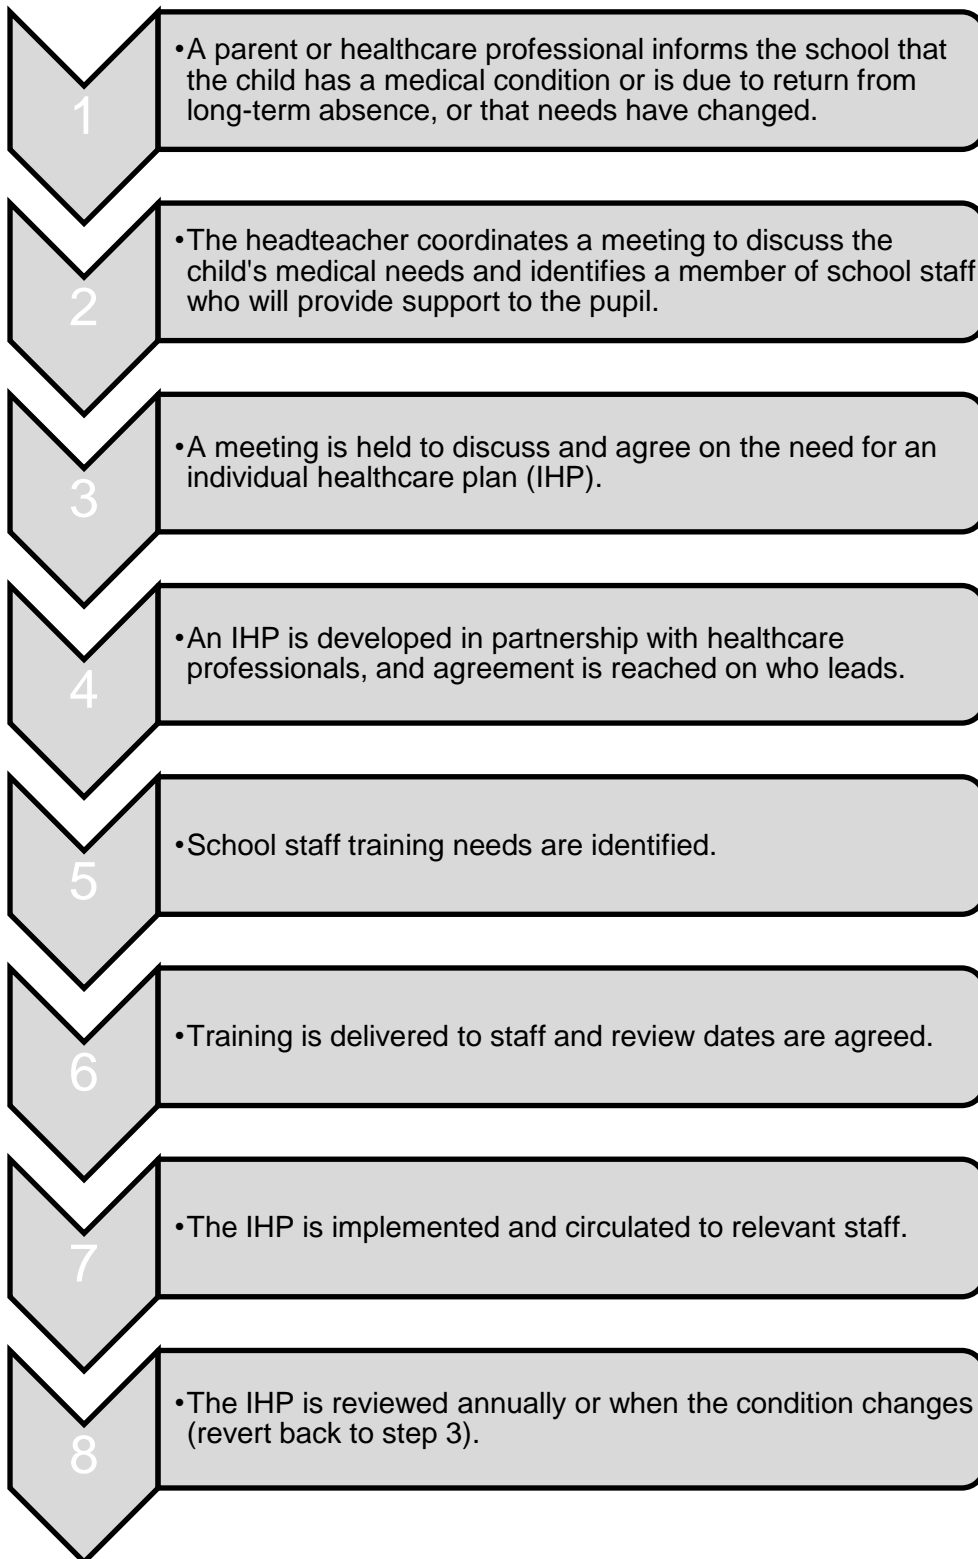 1
•A parent or healthcare professional informs the school that
the child has a medical condition or is due to return from
long-term absence, or that needs have changed.
2
•The headteacher coordinates a meeting to discuss the
child's medical needs and identifies a member of school staff
who will provide support to the pupil.
3
•A meeting is held to discuss and agree on the need for an
individual healthcare plan (IHP).
4
•An IHP is developed in partnership with healthcare
professionals, and agreement is reached on who leads.
5
•School staff training needs are identified.
6
•Training is delivered to staff and review dates are agreed.
7
•The IHP is implemented and circulated to relevant staff.
8
•The IHP is reviewed annually or when the condition changes
(revert back to step 3).